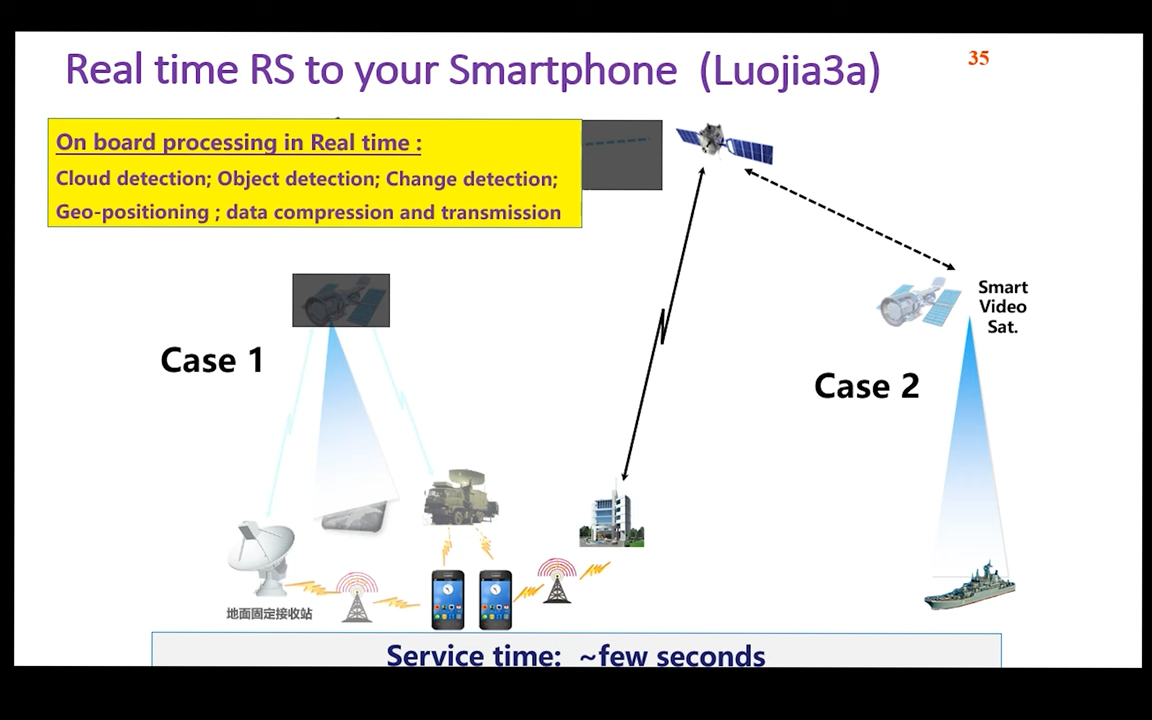 Real time RS to your Smartphone (Luojia3a)
35
On board processing in Real time :
Cloud detection; Object detection; Change detection;
Geo-positioning ; data compression and transmission
Smart
Video
Sat.
Case 1
Case 2
地面固定接收站
Service time: ~few seconds